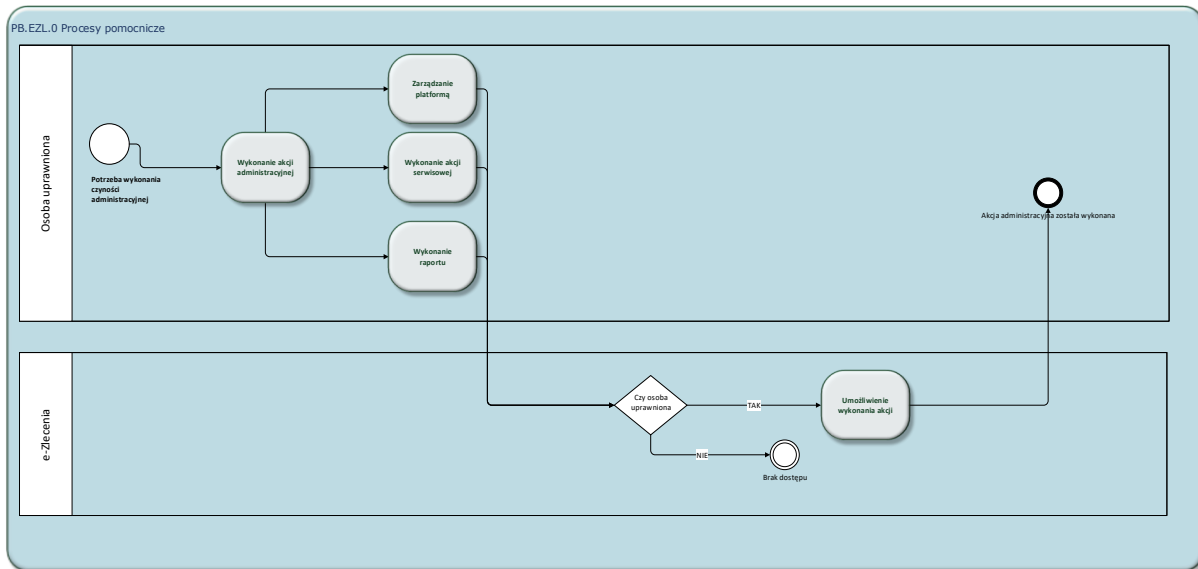 PB.EZL.0 Procesy pomocnicze
Osoba uprawniona
Potrzeba wykonania
czyności
administracyjnej
Wykonanie akcji
administracyjnej
Zarządzanie
platformą
Wykonanie akcji
serwisowej
Wykonanie
raportu
Akcja administracyjna została wykonana
e-Zlecenia
Czy osoba
uprawniona
TAK
NIE
Umożliwienie
wykonania akcji
Brak dostępu